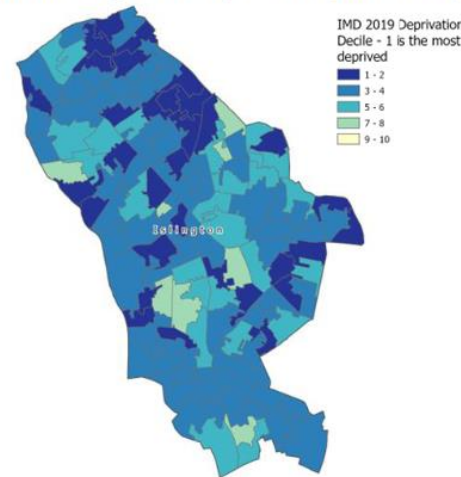 IMD 2019 Deprivation
Decile - 1 is the most
deprived
1 - 2
3 - 4
5 - 6
7 - 8
9 - 10
Islington